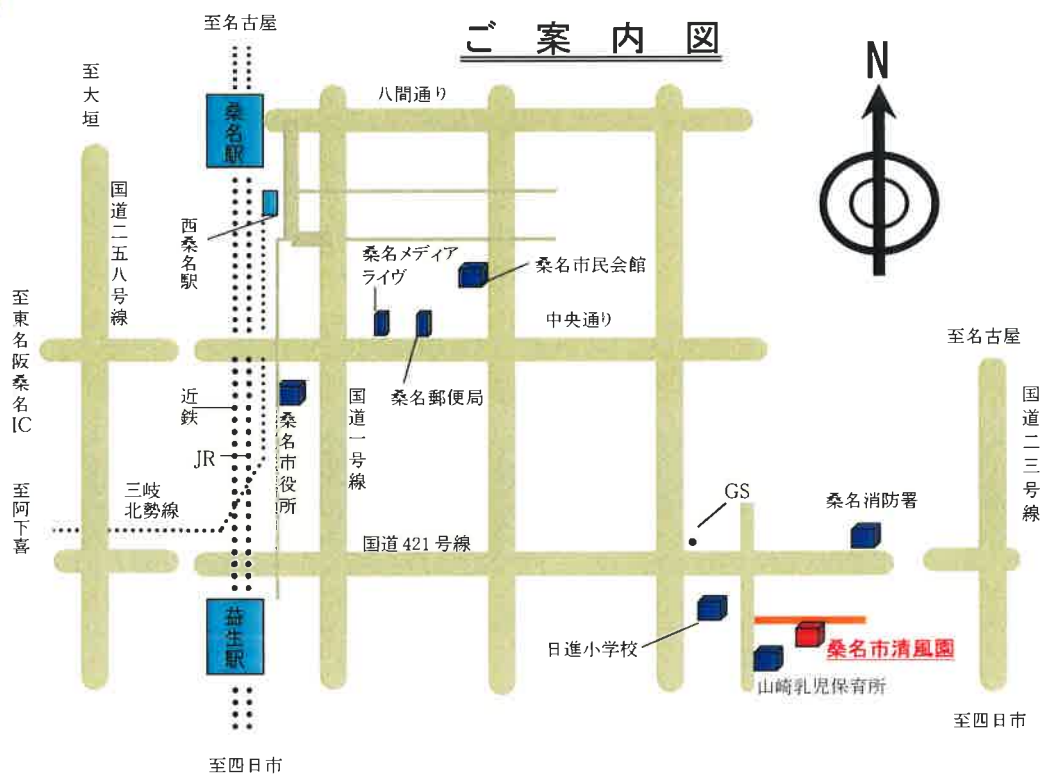 ご案内図
至名古屋
至大垣
N
八間通り
桑名駅
国道二五八号線
西桑名駅
桑名メディア
ライヴ
桑名市民会館
至東名阪桑名IC
中央通り
至名古屋
近鉄
桑名市役所
国道一号線
桑名郵便局
国道二三号線
JR
至阿下喜
三岐
北勢線
GS
桑名消防署
国道421号線
益生駅
日進小学校
桑名市清風園
山崎乳児保育所
至四日市
至四日市